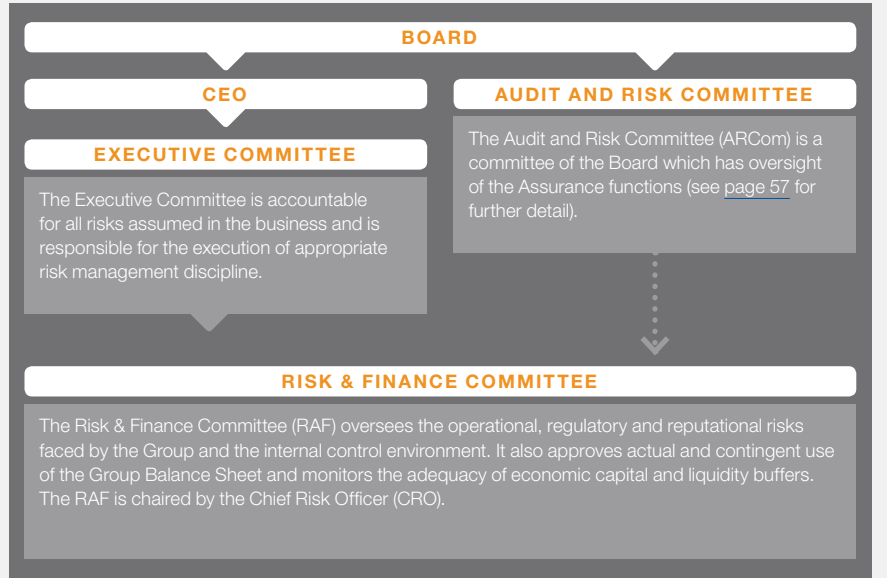 BOARD
CEO
EXECUTIVE COMMITTEE
The Executive Committee is accountable
for all risks assumed in the business and is
responsible for the execution of appropriate
risk management discipline.
AUDIT AND RISK COMMITTEE
The Audit and Risk Committee (ARCom) is a
committee of the Board which has oversight
of the Assurance functions (see page 57 for
further detail).
RISK & FINANCE COMMITTEE
The Risk & Finance Committee (RAF) oversees the operational, regulatory and reputational risks
faced by the Group and the internal control environment. It also approves actual and contingent use
of the Group Balance Sheet and monitors the adequacy of economic capital and liquidity buffers.
The RAF is chaired by the Chief Risk Officer (CRO).